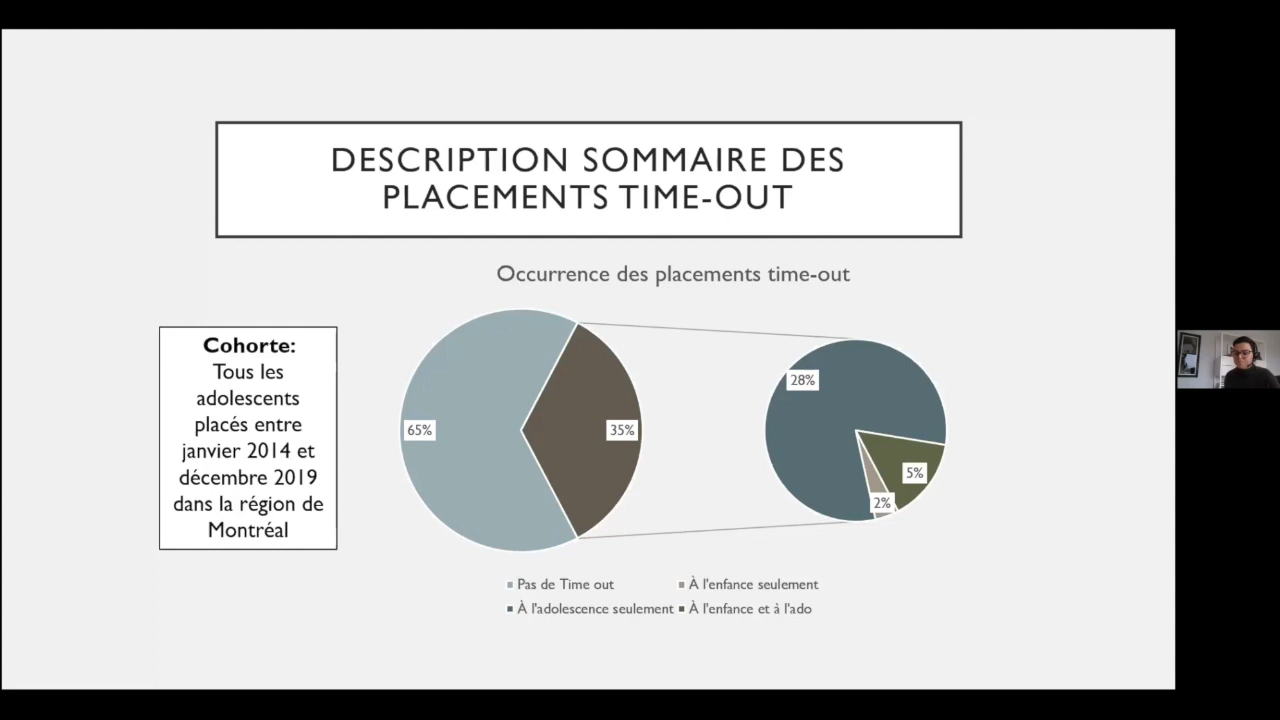 DESCRIPTION SOMMAIRE DES
PLACEMENTS TIME-OUT
Occurrence des placements time-out
Cohorte:
Tous les
adolescents
placés entre
janvier 2014 et
décembre 2019
dans la région de
Montréal
65%
35%
28%
5%
2%
Pas de Time out
À l'enfance seulement
À l'adolescence seulement
À l'enfance et à l'ado